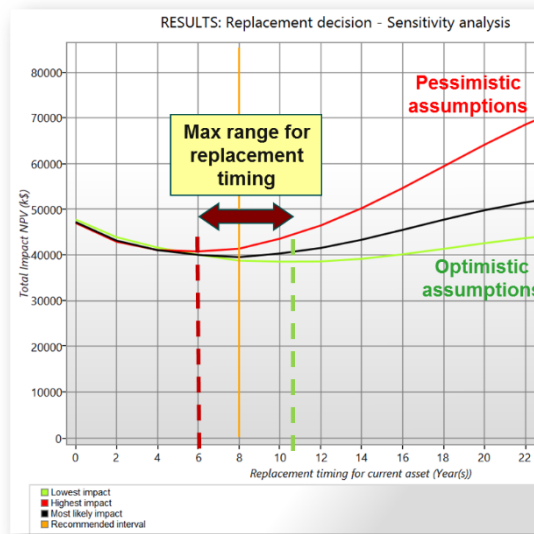 RESULTS: Replacement decision - Sensitivity analysis
80000
70000
60000
50000
40000
30000
20000
10000
0
Total Impact NPV (k$)
Max range for
replacement
timing
Pessimistic
assumptions
Optimistic
assumptions
0 2 4 6 8 10 12 14 16 18 20 22
Replacement timing for current asset (Year(s))
Lowest impact
Highest impact
Most likely impact
Recommended interval